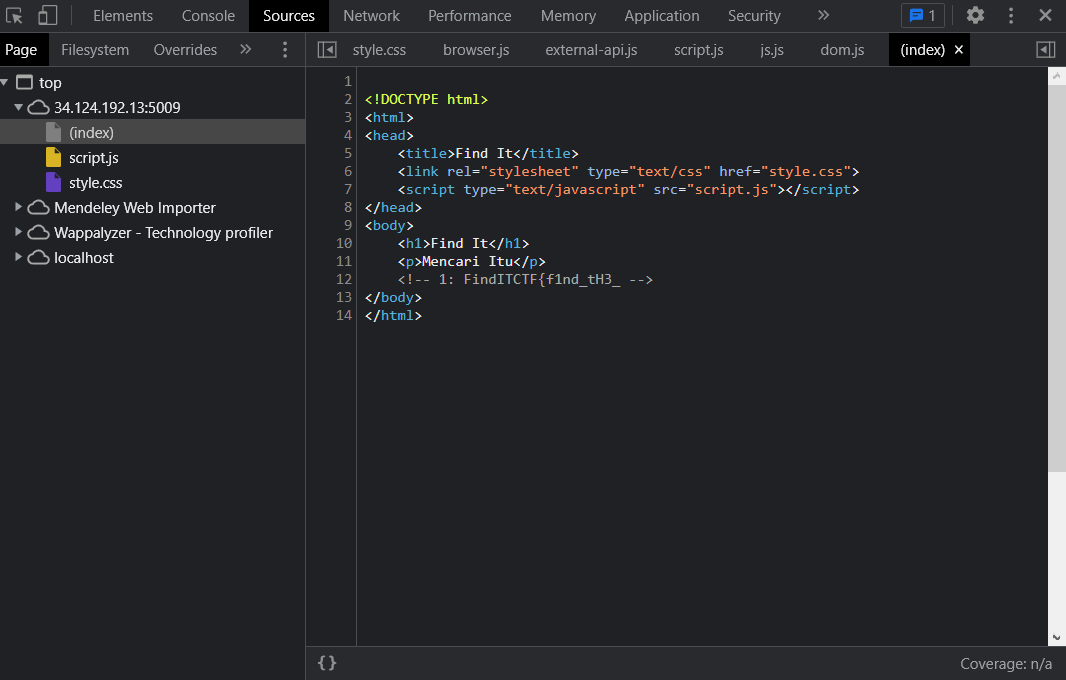 Elements Console Sources Network Performance Memory Application Security 1
Page Filesystem Overrides
style.css browser.js external-api.js script.js js.js dom.js (index)
top
34.124.192.13:5009
(index)
script.js
style.css
Mendeley Web Importer
Wappalyzer - Technology profiler
localhost
1
2 <!DOCTYPE html>
3 <html>
4 <head>
5 <title>Find It</title>
6 <link rel="stylesheet" type="text/css" href="style.css">
7 <script type="text/javascript" src="script.js"></script>
8 </head>
9 <body>
10 <h1>Find It</h1>
11 <p>Mencari Itu</p>
12 <!-- 1: FindITCTF{f1nd_tH3_ -->
13 </body>
14 </html>
{} Coverage: n/a